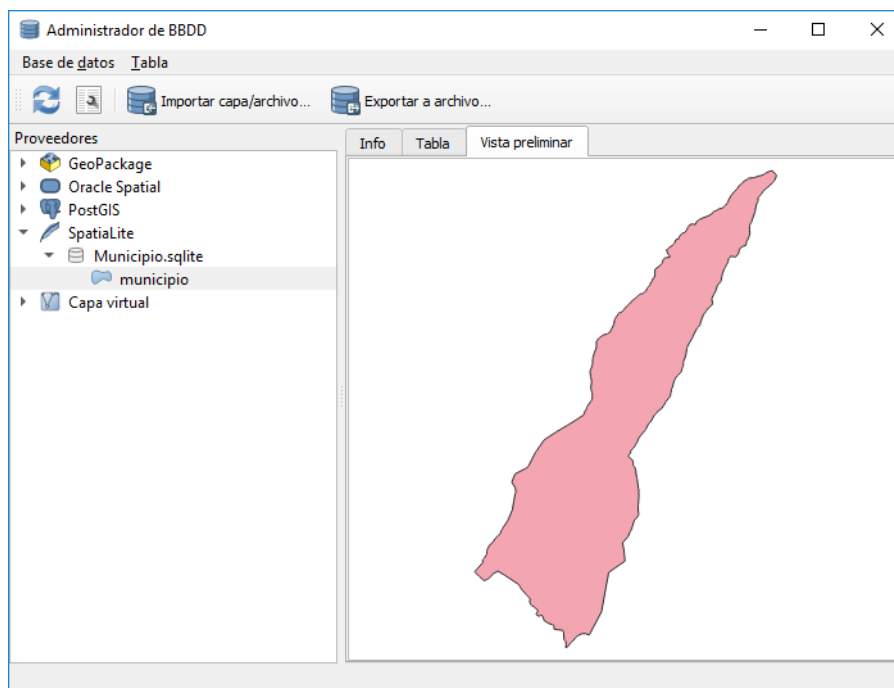 Administrador de BBDD
Base de datos Tabla
Importar capa/archivo... Exportar a archivo...
Proveedores
Info Tabla Vista preliminar
GeoPackage
Oracle Spatial
PostGIS
SpatiaLite
Municipio.sqlite
municipio
Capa virtual